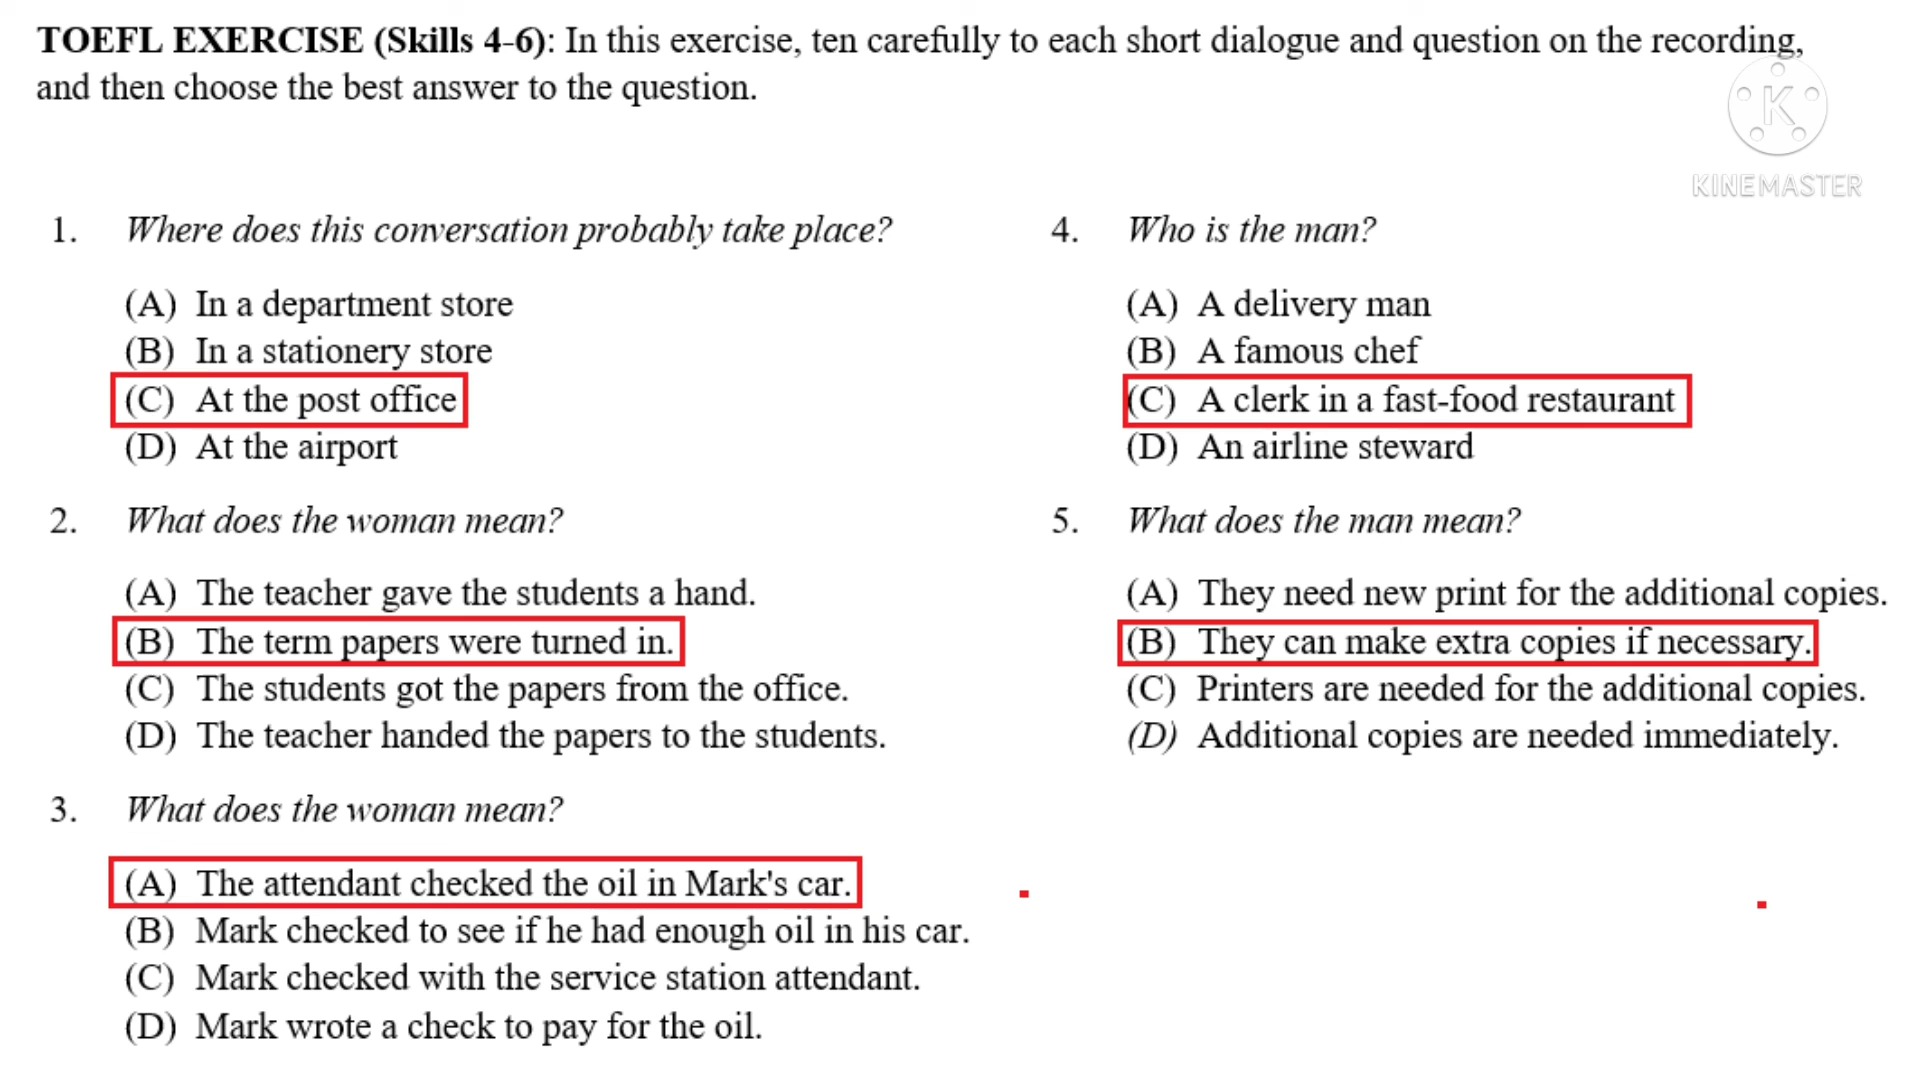 TOEFL EXERCISE (Skills 4-6): In this exercise, ten carefully to each short dialogue and question on the recording,
and then choose the best answer to the question.
K
KINEMASTER
1. Where does this conversation probably take place?
(A) In a department store
(B) In a stationery store
(C) At the post office
(D) At the airport
2. What does the woman mean?
(A) The teacher gave the students a hand.
(B) The term papers were turned in.
(C) The students got the papers from the office.
(D) The teacher handed the papers to the students.
3. What does the woman mean?
(A) The attendant checked the oil in Mark's car.
(B) Mark checked to see if he had enough oil in his car.
(C) Mark checked with the service station attendant.
(D) Mark wrote a check to pay for the oil.
4. Who is the man?
(A) A delivery man
(B) A famous chef
(C) A clerk in a fast-food restaurant
(D) An airline steward
5. What does the man mean?
(A) They need new print for the additional copies.
(B) They can make extra copies if necessary.
(C) Printers are needed for the additional copies.
(D) Additional copies are needed immediately.